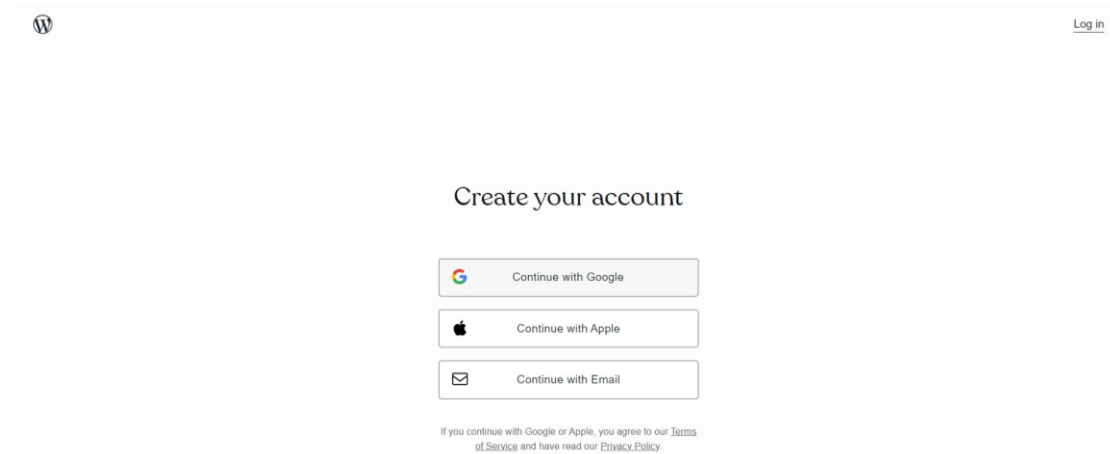 Log in
Create your account
Continue with Google
Continue with Apple
Continue with Email
If you continue with Google or Apple, you agree to our Terms
of Service and have read our Privacy Policy.